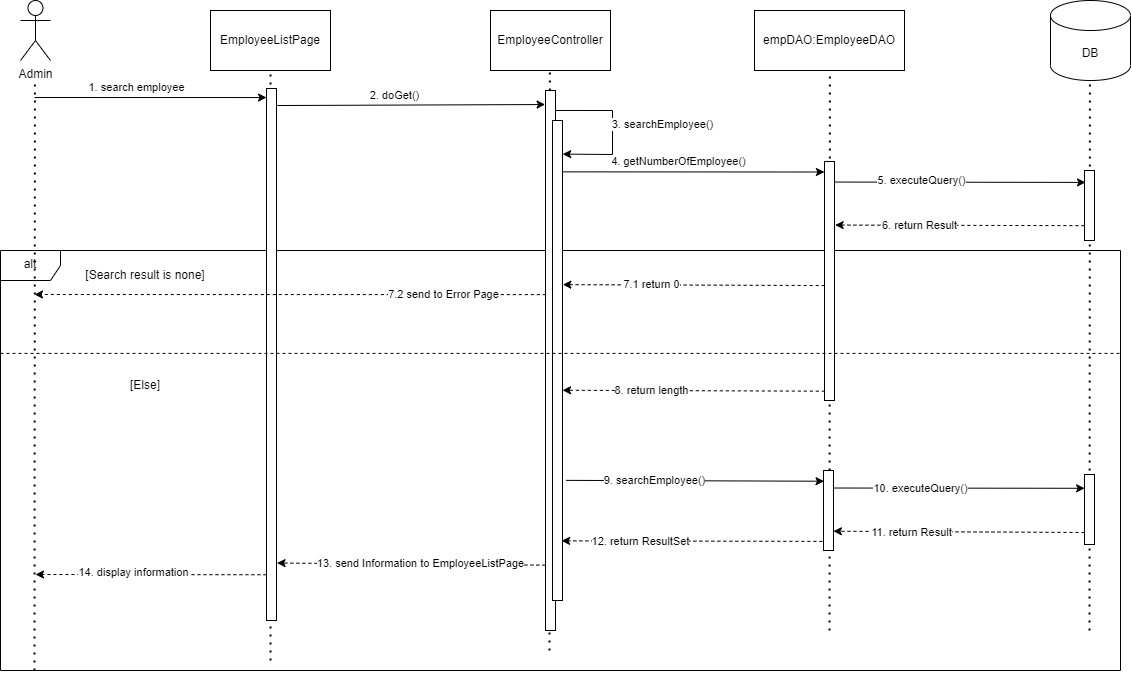 EmployeeListPage
EmployeeController
empDAO:EmployeeDAO
DB
Admin
1. search employee
2. doGet()
3. searchEmployee()
4. getNumberOfEmployee()
5. executeQuery()
6. return Result
alt
[Search result is none]
7.1 return 0
7.2 send to Error Page
[Else]
8. return length
9. searchEmployee()
10. executeQuery()
11. return Result
12. return ResultSet
13. send Information to EmployeeListPage
14. display information